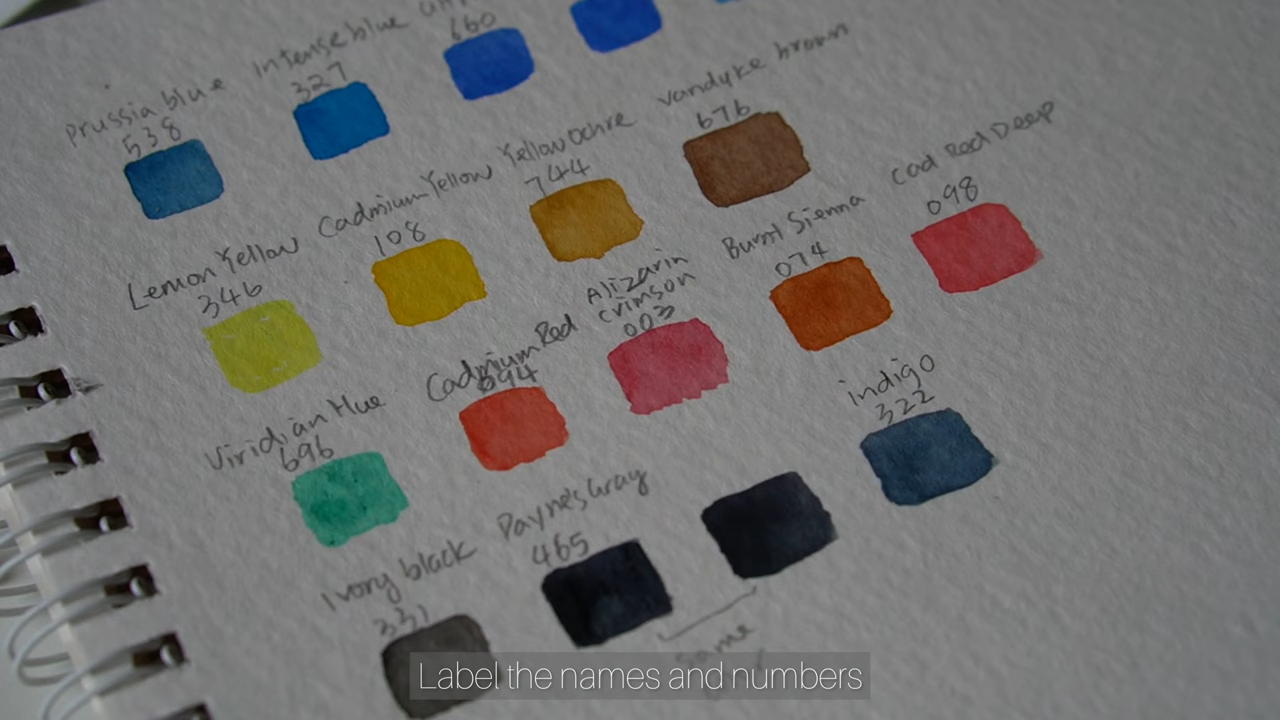 Prussia blue
538
Intense blue
327
660
Vandyke brown
676
Lemon Yellow
346
Cadmium Yellow
108
Yellow Ochre
744
Cad Red Deep
098
Viridian Hue
696
Cadmium Red
094
Alizarin
Crimson
003
Burnt Sienna
074
Ivory black
331
Payne's Gray
465
indigo
322
Same
Label the names and numbers